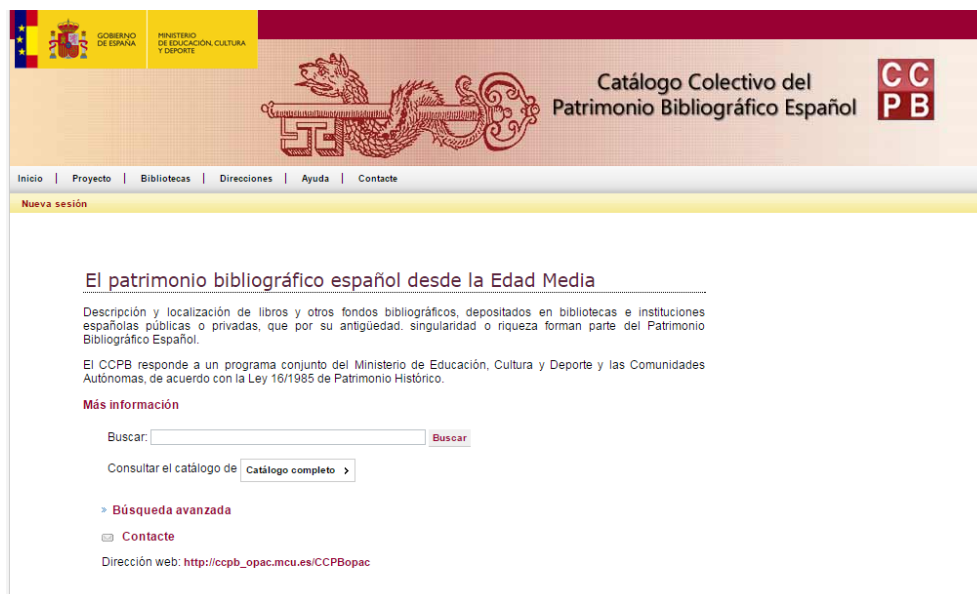 GOBIERNO
DE ESPAÑA
MINISTERIO
DE EDUCACIÓN, CULTURA
Y DEPORTE
Catálogo Colectivo del
Patrimonio Bibliográfico Español
C C
P B
Inicio | Proyecto | Bibliotecas | Direcciones | Ayuda | Contacte
Nueva sesión
El patrimonio bibliográfico español desde la Edad Media
Descripción y localización de libros y otros fondos bibliográficos, depositados en bibliotecas e instituciones
españolas públicas o privadas, que por su antigüedad. singularidad o riqueza forman parte del Patrimonio
Bibliográfico Español.
El CCPB responde a un programa conjunto del Ministerio de Educación, Cultura y Deporte y las Comunidades
Autónomas, de acuerdo con la Ley 16/1985 de Patrimonio Histórico.
Más información
Buscar: Buscar
Consultar el catálogo de Catálogo completo >
» Búsqueda avanzada
Contacte
Dirección web: http://ccpb_opac.mcu.es/CCPBopac